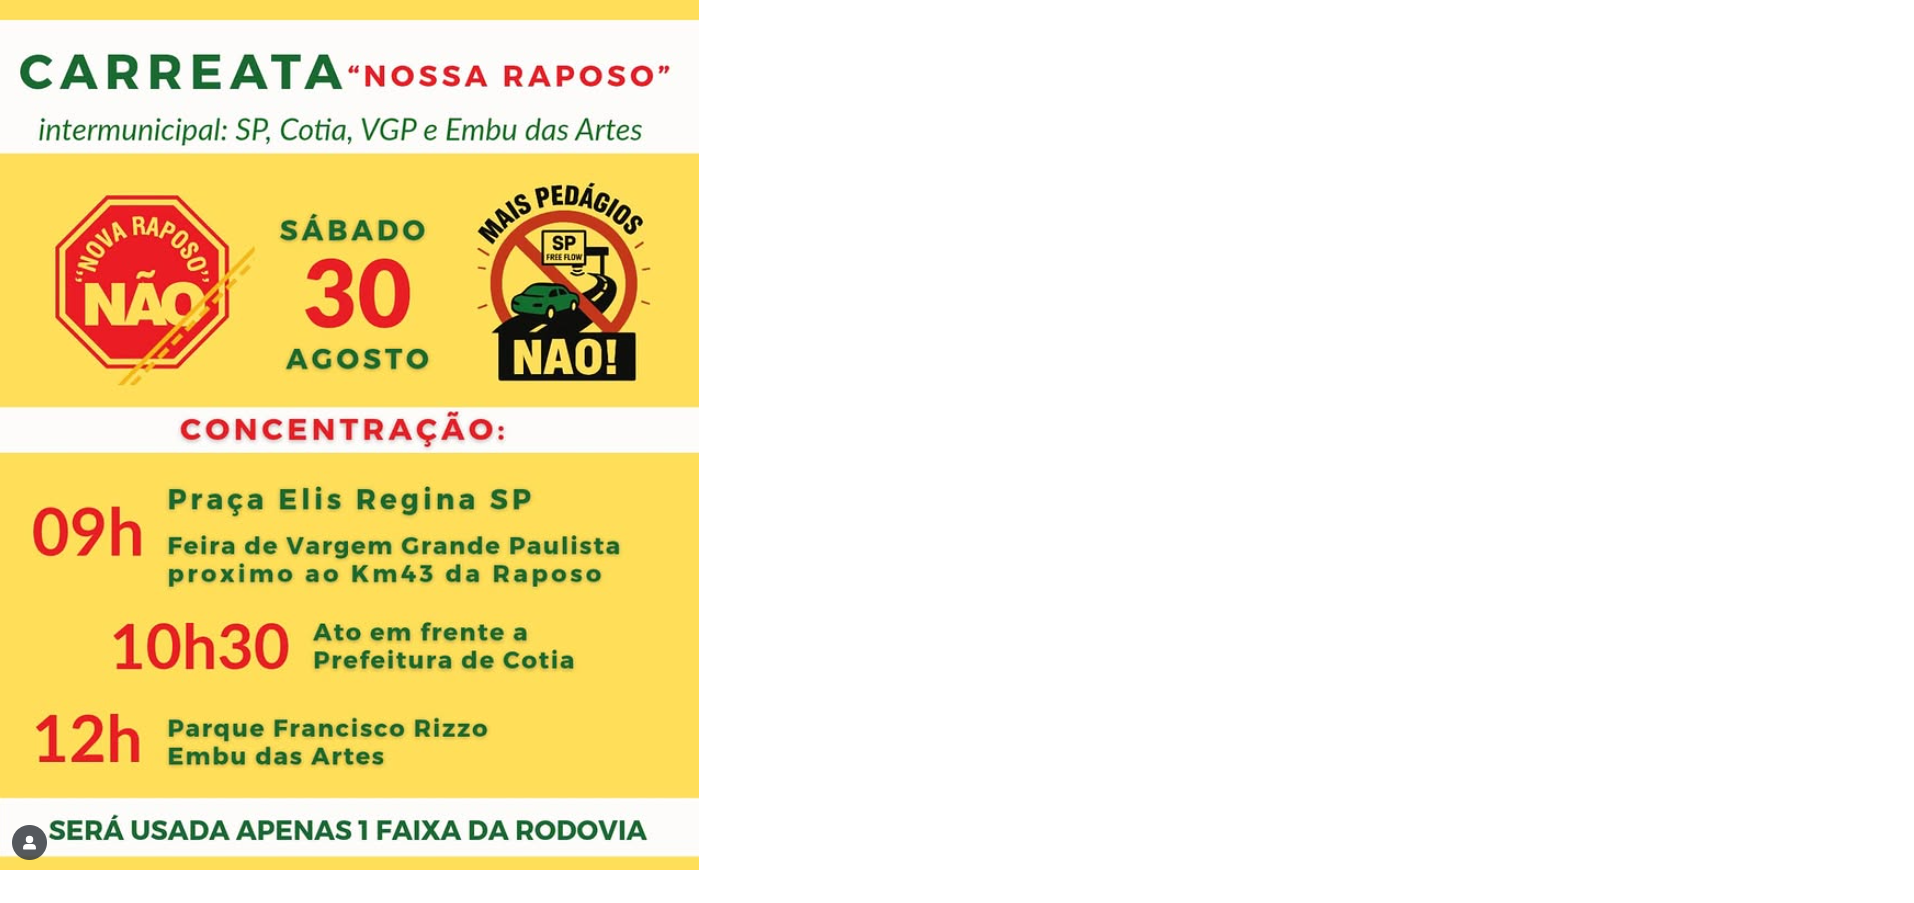 CARREATA “NOSSA RAPOSO”
intermunicipal: SP, Cotia, VGP e Embu das Artes
“NOVA RAPOSO”
NÃO
SÁBADO
30
AGOSTO
MAIS PEDÁGIOS
SP
FREE FLOW
NAO!
CONCENTRAÇÃO:
09h
Praça Elis Regina SP
Feira de Vargem Grande Paulista
proximo ao Km43 da Raposo
10h30
Ato em frente a
Prefeitura de Cotia
12h
Parque Francisco Rizzo
Embu das Artes
SERÁ USADA APENAS 1 FAIXA DA RODOVIA